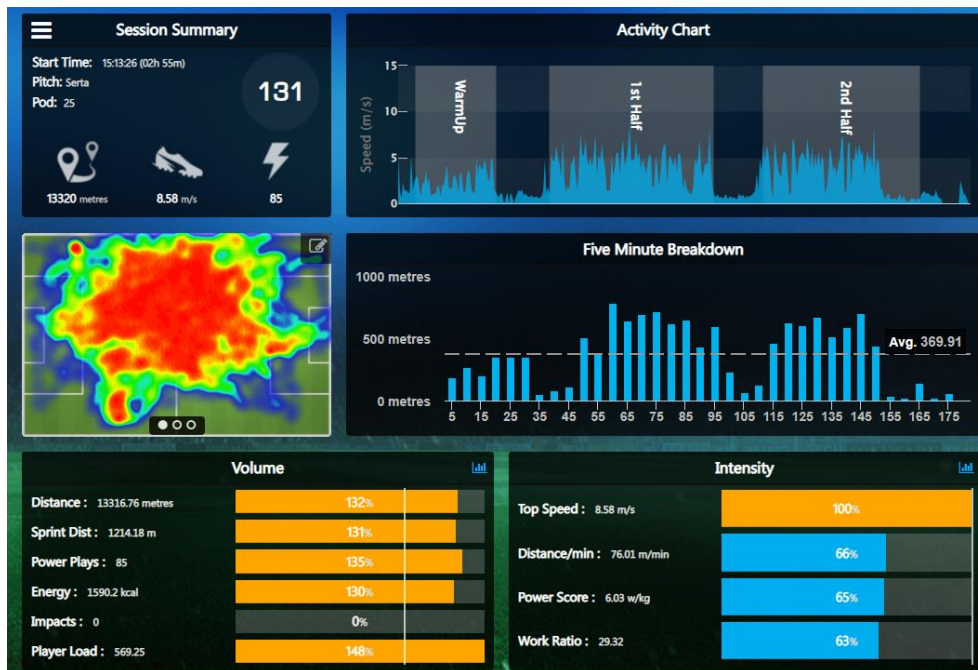 Session Summary
Start Time: 15:13:26 (02h 55m)
Pitch: Serta
Pod: 25
131
13320 metres
8.58 m/s
85
Activity Chart
Speed (m/s)
15
10
5
0
WarmUp
1st Half
2nd Half
Five Minute Breakdown
1000 metres
500 metres
0 metres
Avg. 369.91
5 15 25 35 45 55 65 75 85 95 105 115 125 135 145 155 165 175
Volume
Distance : 13316.76 metres 132%
Sprint Dist : 1214.18 m 131%
Power Plays : 85 135%
Energy : 1590.2 kcal 130%
Impacts : 0 0%
Player Load : 569.25 148%
Intensity
Top Speed : 8.58 m/s 100%
Distance/min : 76.01 m/min 66%
Power Score : 6.03 w/kg 65%
Work Ratio : 29.32 63%